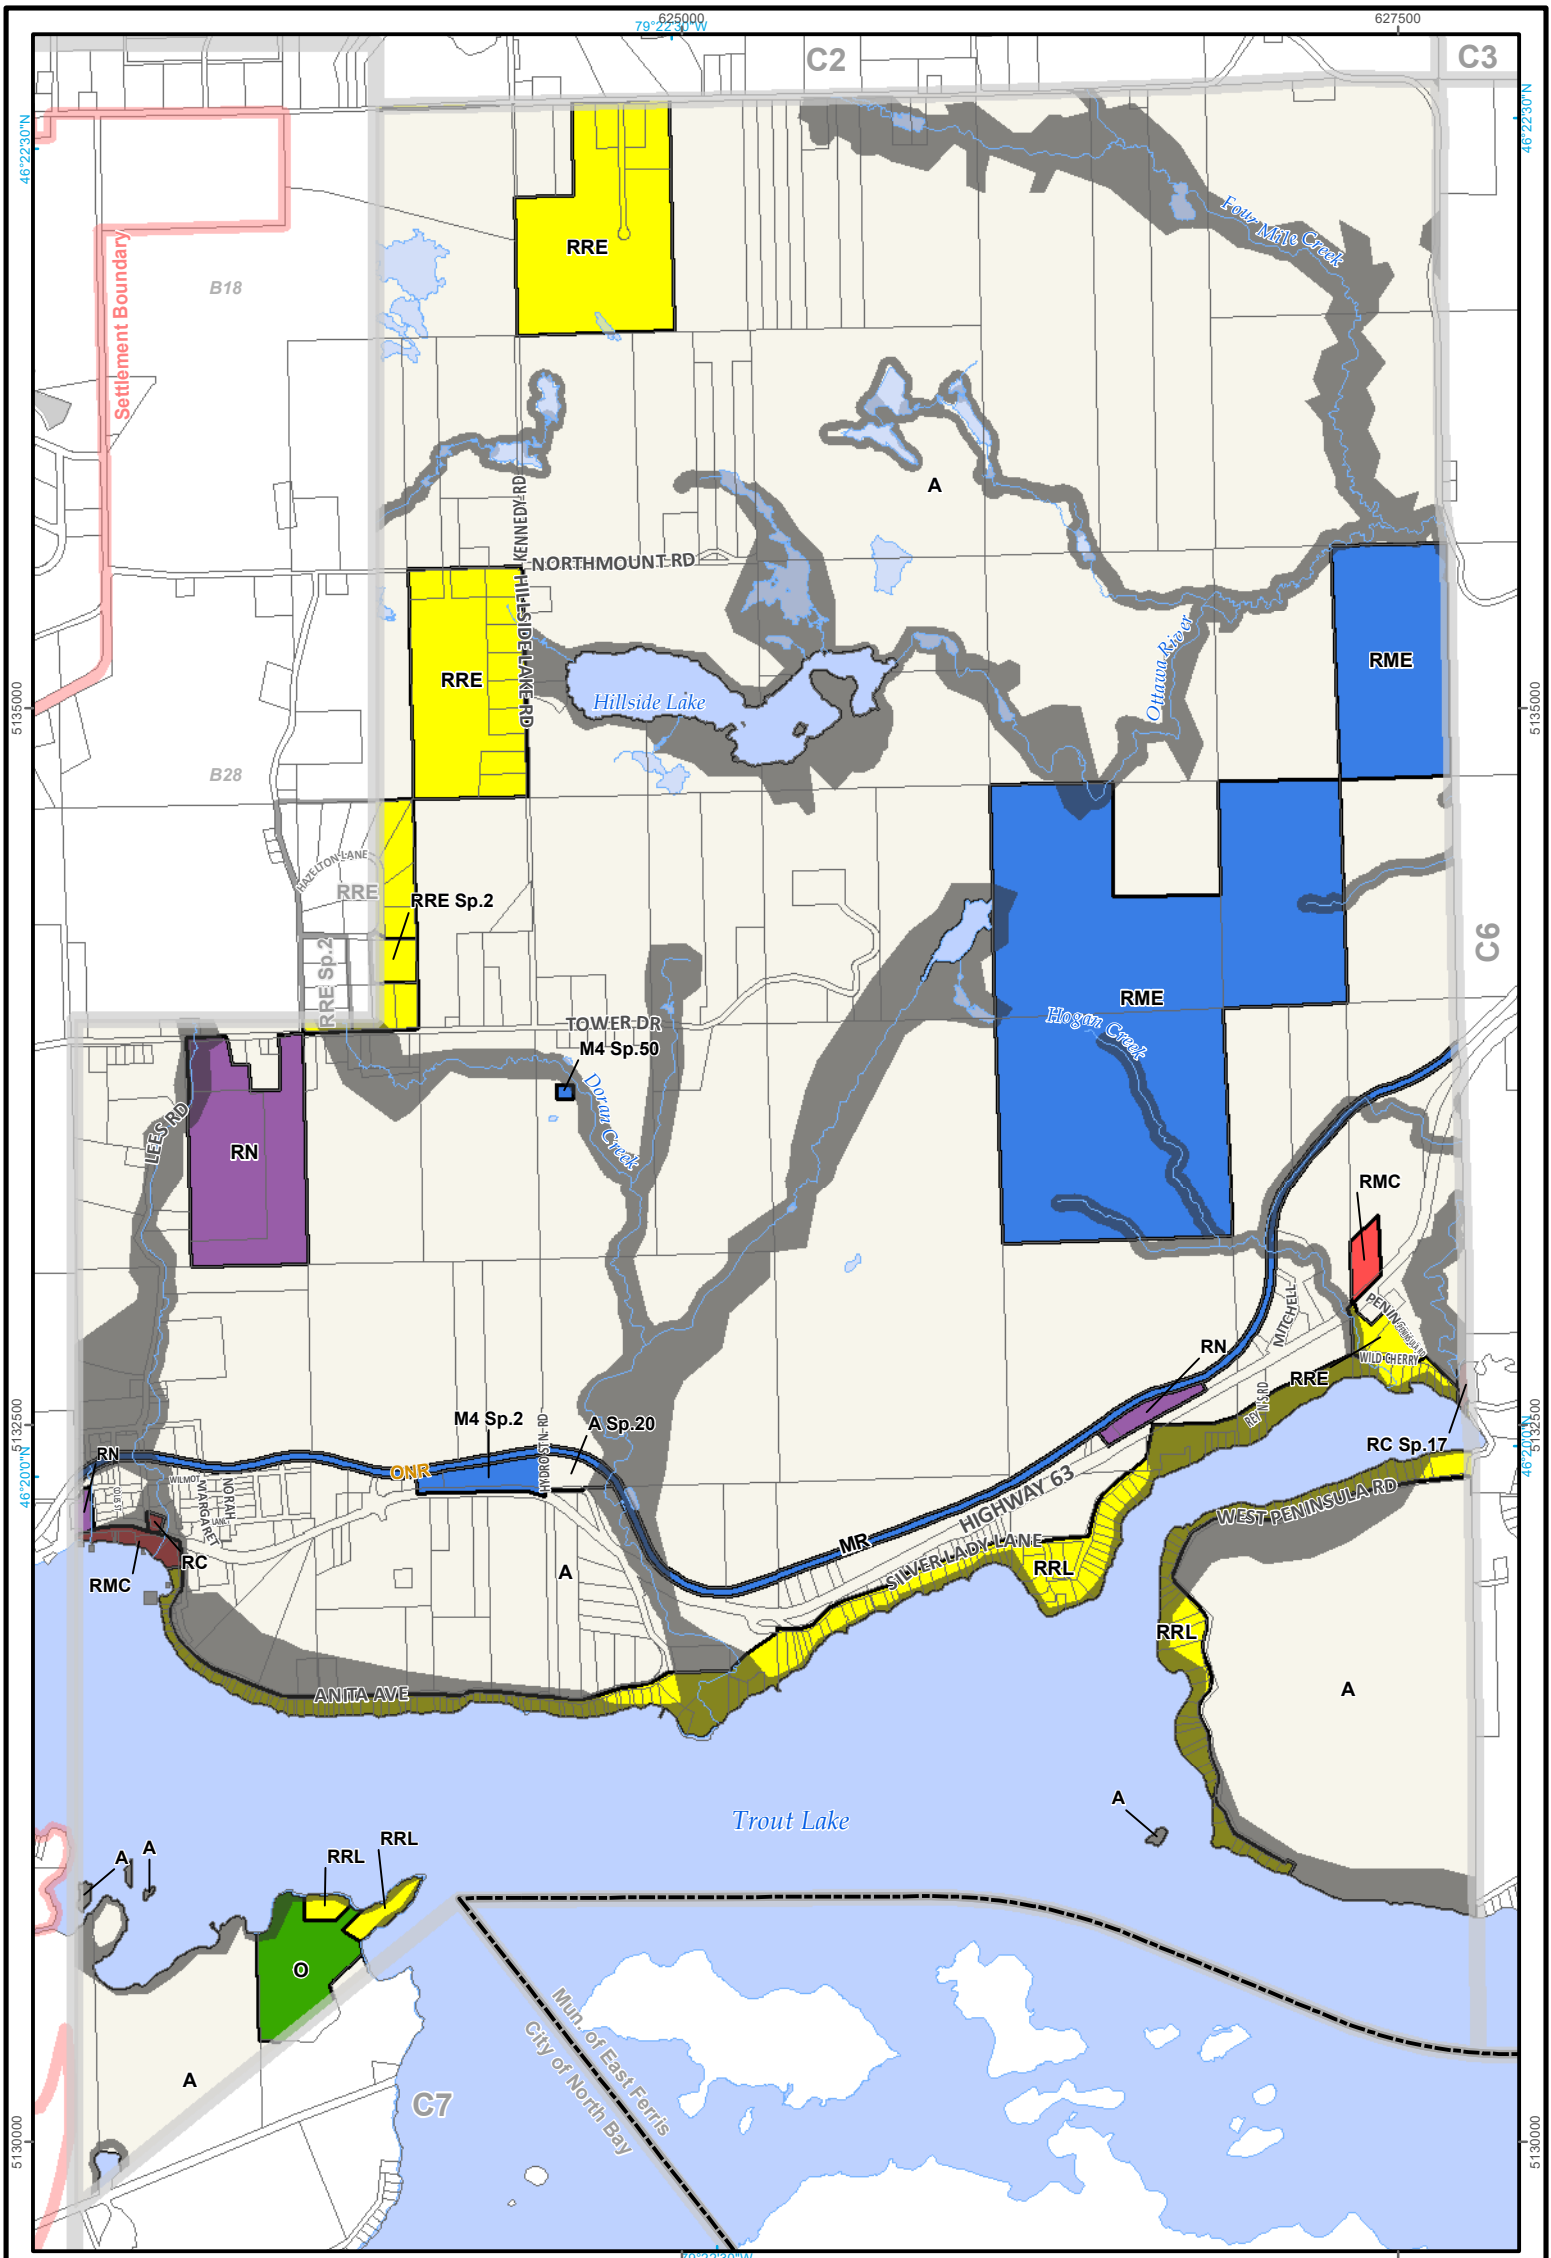 625000
627500
79°22'30"W
C2
C3
46°22'30"N
46°22'30"N
Four Mile Creek
RRE
Settlement Boundary
B18
A
KENNEDY RD
NORTHMOUNT RD
HILLSIDE LAKE RD
Ottawa River
RME
RRE
Hillside Lake
5135000
5135000
B28
HAZELTON LANE
RRE
RRE Sp.2
RRE Sp.2
C6
RME
Hogan Creek
TOWER DR
M4 Sp.50
Doran Creek
LEES RD
RN
RMC
MITCHELL
PENINSULA RD
WILD CHERRY
RN
RRE
M4 Sp.2
HYDRO STN. RD
A Sp.20
5132500
5132500
RC Sp.17
RN
ONR
46°20'0"N
46°20'0"N
WILMOT
NORAH
MARGARET
LANE
HIGHWAY 63
WEST PENINSULA RD
MR
SILVER LADY LANE
RC
RMC
A
RRL
RRL
ANITA AVE
A
A
Trout Lake
RRL
RRL
A
A
O
A
Mun. of East Ferris
City of North Bay
C7
5130000
5130000
79°22'30"W